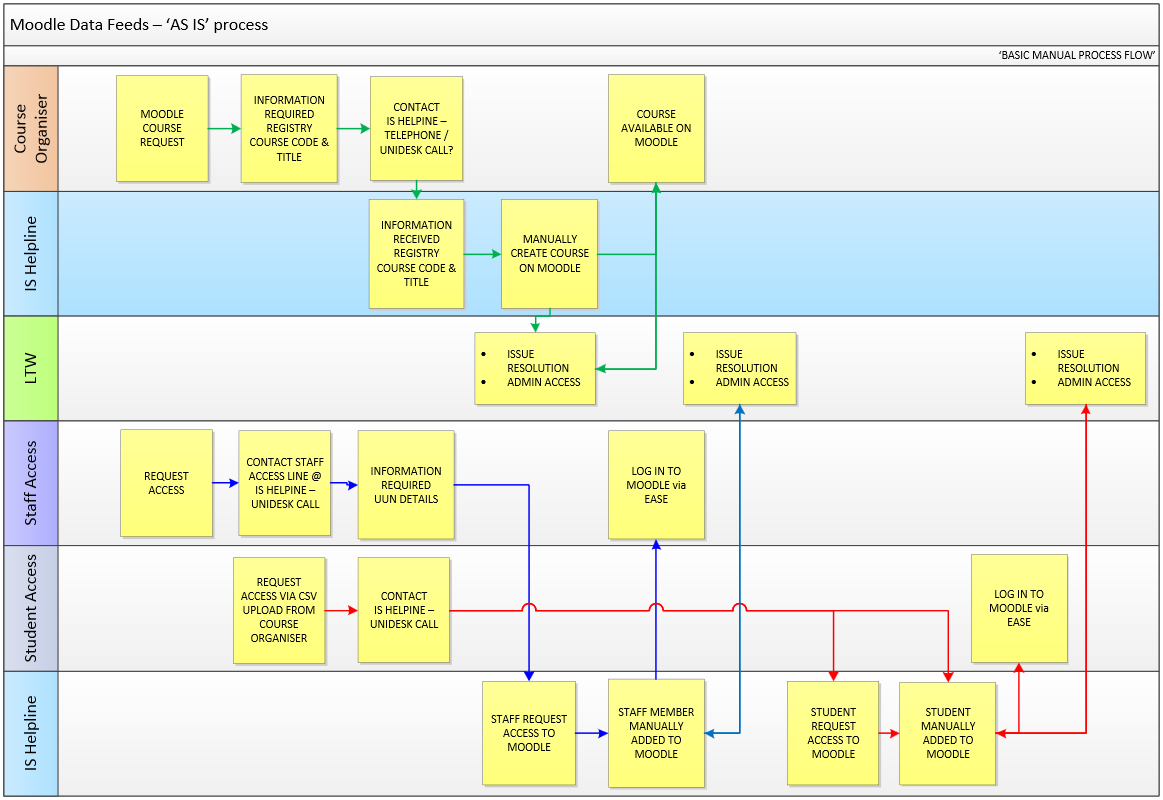 Moodle Data Feeds – ‘AS IS’ process
‘BASIC MANUAL PROCESS FLOW’
Course
Organiser
MOODLE
COURSE
REQUEST
INFORMATION
REQUIRED
REGISTRY
COURSE CODE &
TITLE
CONTACT
IS HELPINE –
TELEPHONE /
UNIDESK CALL?
COURSE
AVAILABLE ON
MOODLE
IS Helpline
INFORMATION
RECEIVED
REGISTRY
COURSE CODE &
TITLE
MANUALLY
CREATE COURSE
ON MOODLE
LTW
• ISSUE
RESOLUTION
• ADMIN ACCESS
• ISSUE
RESOLUTION
• ADMIN ACCESS
• ISSUE
RESOLUTION
• ADMIN ACCESS
Staff Access
REQUEST
ACCESS
CONTACT STAFF
ACCESS LINE @
IS HELPINE –
UNIDESK CALL
INFORMATION
REQUIRED
UUN DETAILS
LOG IN TO
MOODLE via
EASE
Student Access
REQUEST
ACCESS VIA CSV
UPLOAD FROM
COURSE
ORGANISER
CONTACT
IS HELPINE –
UNIDESK CALL
LOG IN TO
MOODLE via
EASE
IS Helpline
STAFF REQUEST
ACCESS TO
MOODLE
STAFF MEMBER
MANUALLY
ADDED TO
MOODLE
STUDENT
REQUEST
ACCESS TO
MOODLE
STUDENT
MANUALLY
ADDED TO
MOODLE